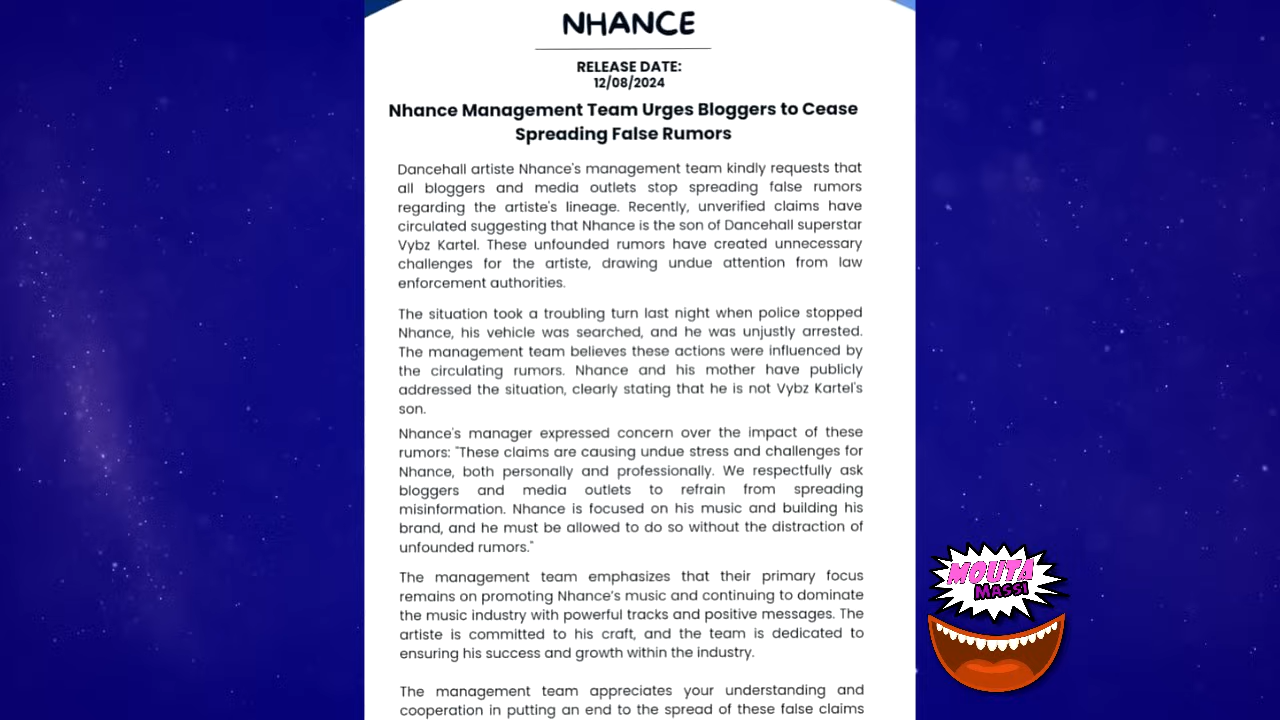 NHANCE
RELEASE DATE:
12/08/2024
Nhance Management Team Urges Bloggers to Cease
Spreading False Rumors
Dancehall artiste Nhance's management team kindly requests that
all bloggers and media outlets stop spreading false rumors
regarding the artiste's lineage. Recently, unverified claims have
circulated suggesting that Nhance is the son of Dancehall superstar
Vybz Kartel. These unfounded rumors have created unnecessary
challenges for the artiste, drawing undue attention from law
enforcement authorities.
The situation took a troubling turn last night when police stopped
Nhance, his vehicle was searched, and he was unjustly arrested.
The management team believes these actions were influenced by
the circulating rumors. Nhance and his mother have publicly
addressed the situation, clearly stating that he is not Vybz Kartel's
son.
Nhance's manager expressed concern over the impact of these
rumors: "These claims are causing undue stress and challenges for
Nhance, both personally and professionally. We respectfully ask
bloggers and media outlets to refrain from spreading
misinformation. Nhance is focused on his music and building his
brand, and he must be allowed to do so without the distraction of
unfounded rumors."
The management team emphasizes that their primary focus
remains on promoting Nhance's music and continuing to dominate
the music industry with powerful tracks and positive messages. The
artiste is committed to his craft, and the team is dedicated to
ensuring his success and growth within the industry.
The management team appreciates your understanding and
cooperation in putting an end to the spread of these false claims
MOUTA
MASSI